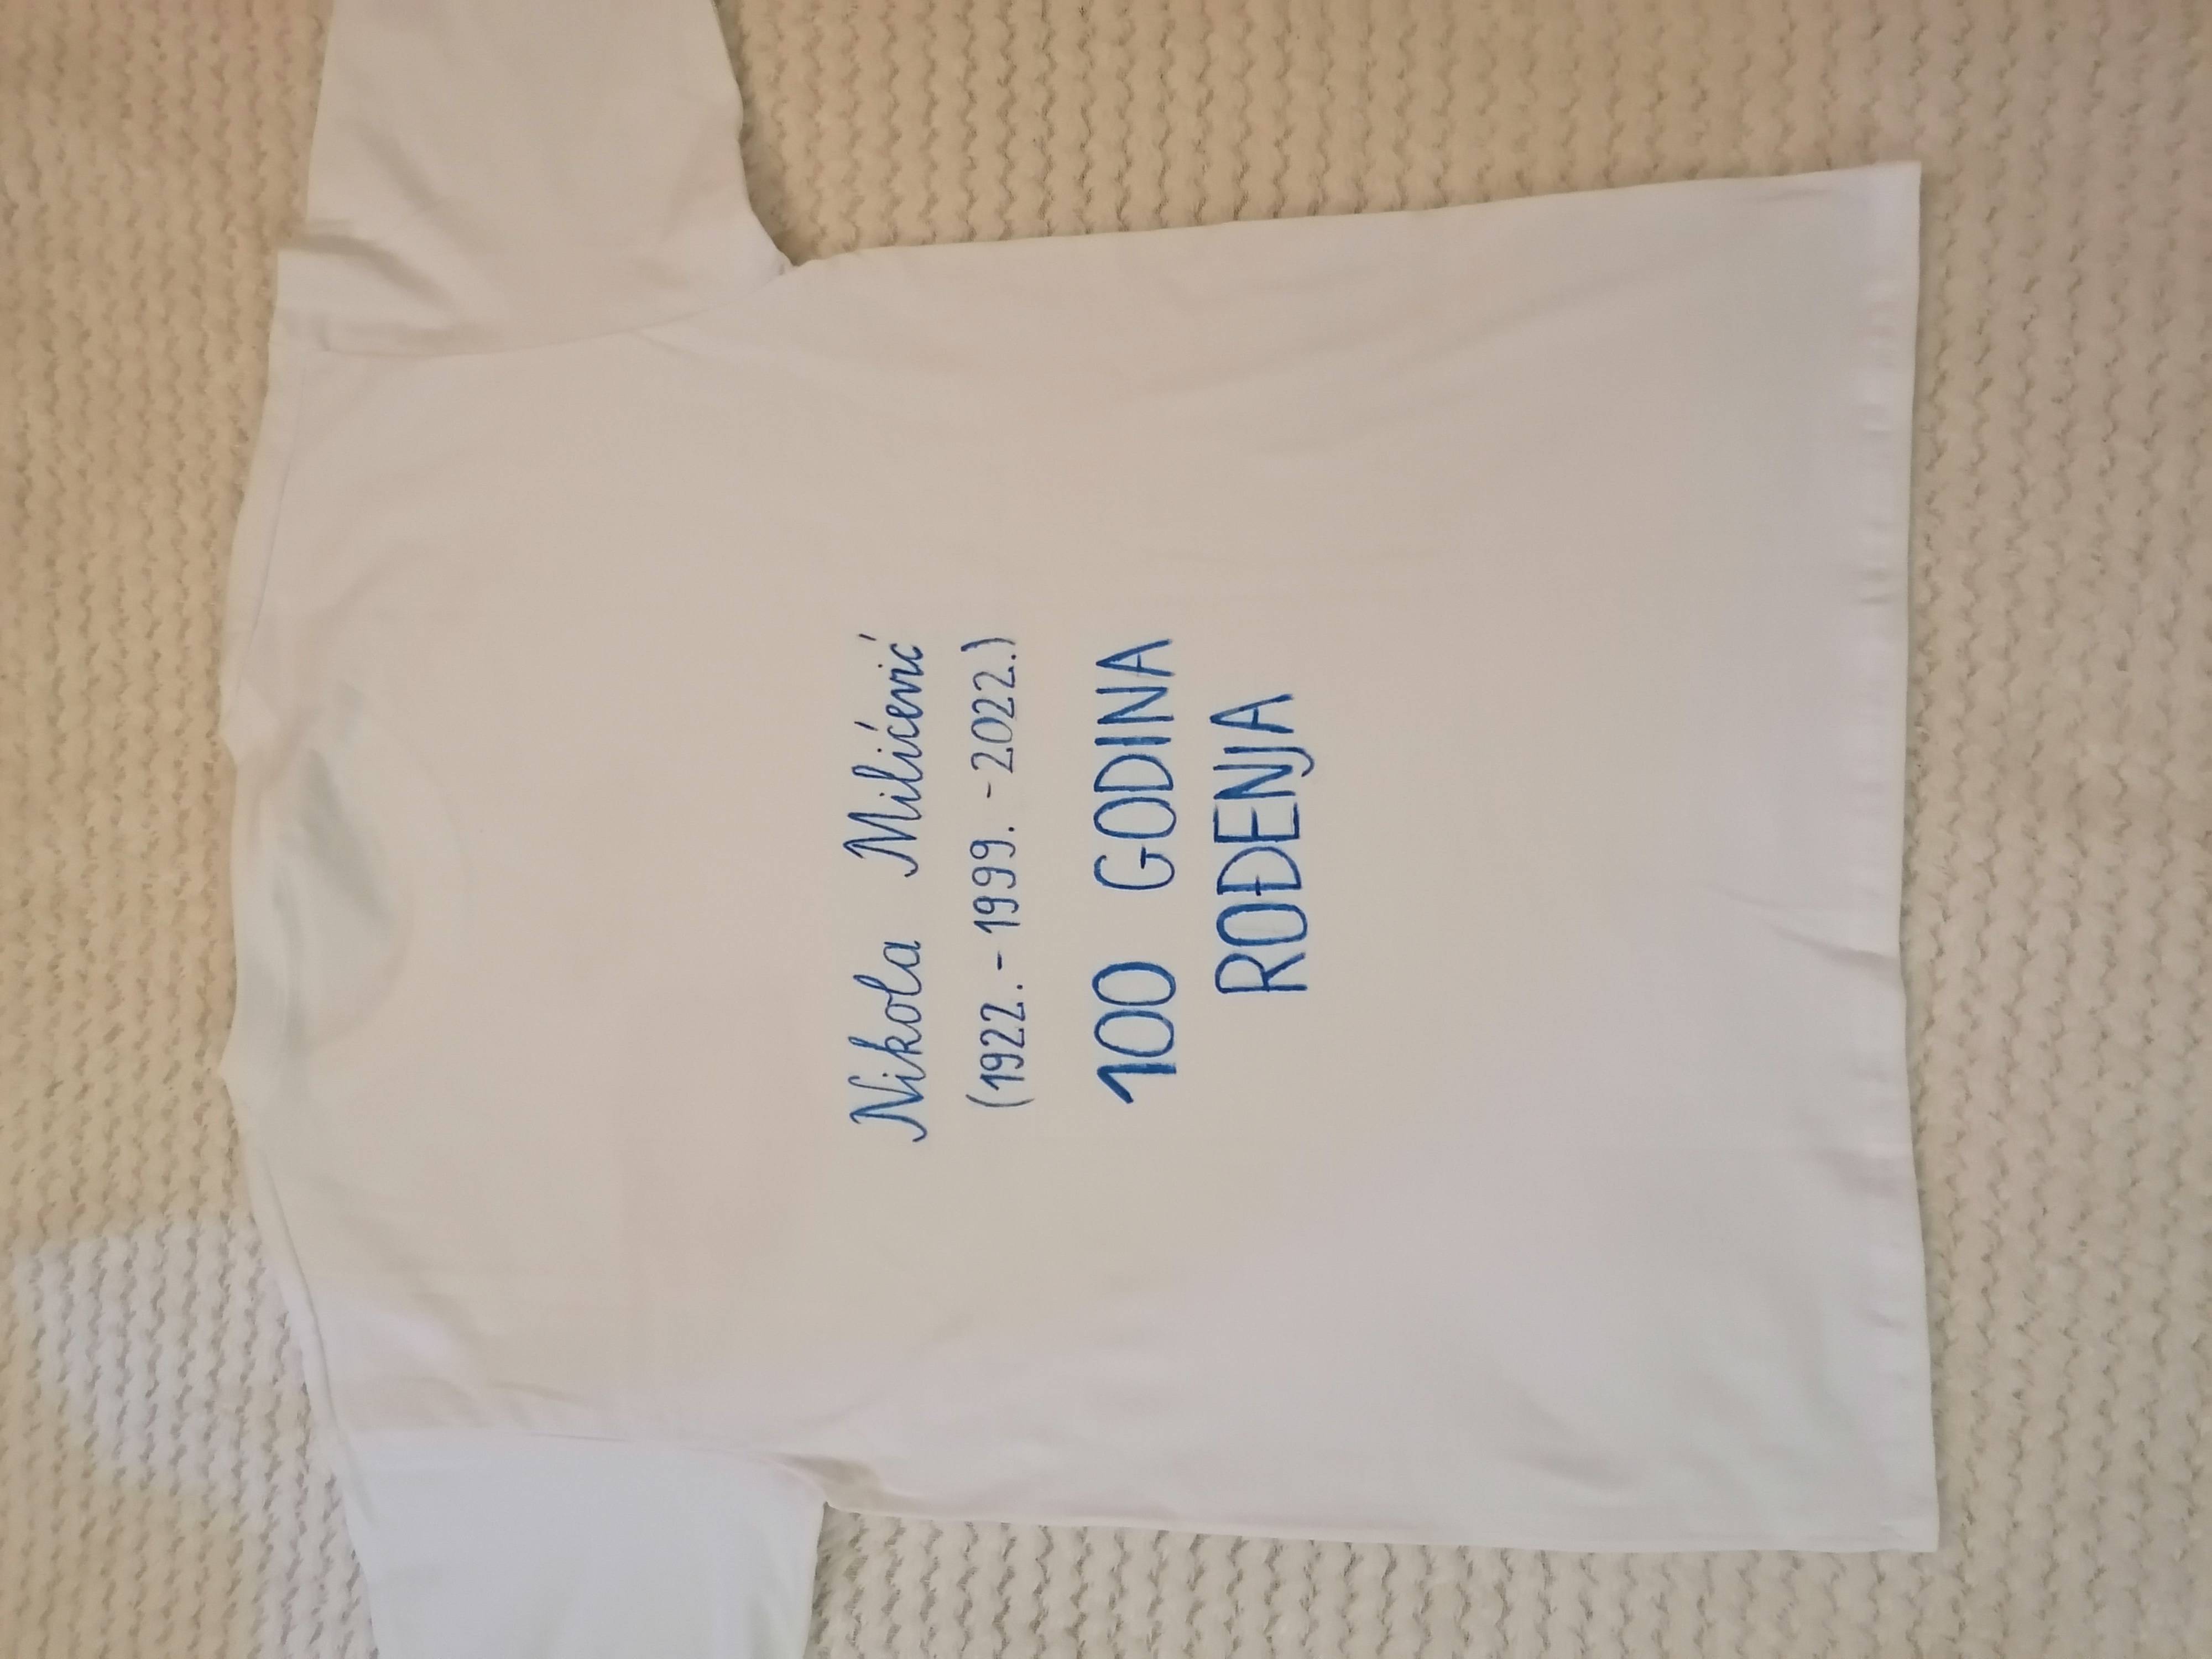 Nikola Milićević
(1922. - 1999. - 2022.)
100 GODINA
ROĐENJA